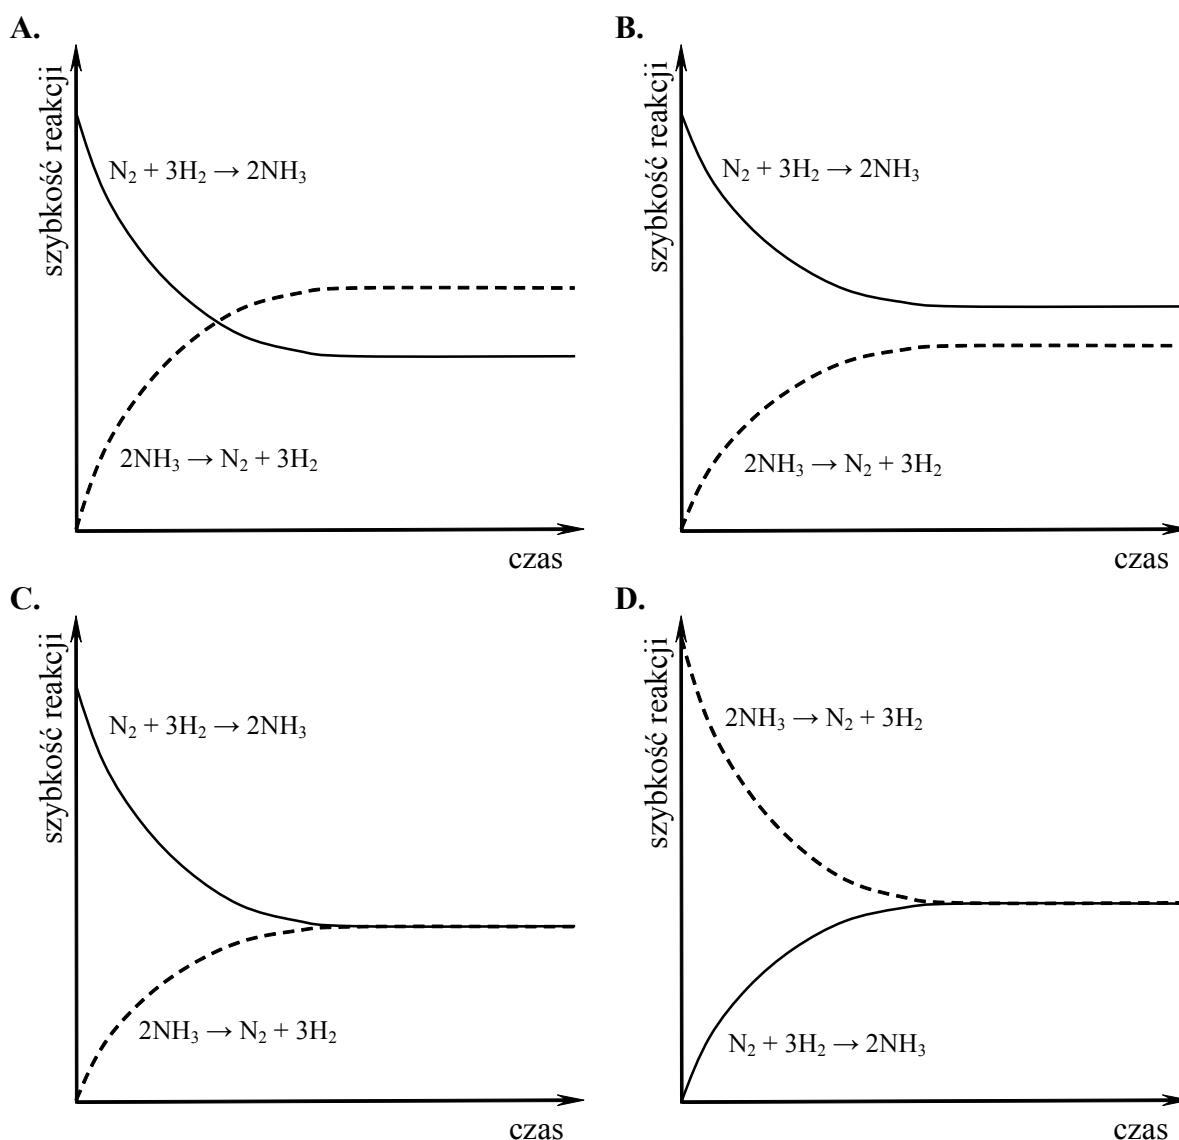 A.
szybkość reakcji
N₂ + 3H₂ → 2NH₃
2NH₃ → N₂ + 3H₂
czas
B.
szybkość reakcji
N₂ + 3H₂ → 2NH₃
2NH₃ → N₂ + 3H₂
czas
C.
szybkość reakcji
N₂ + 3H₂ → 2NH₃
2NH₃ → N₂ + 3H₂
czas
D.
szybkość reakcji
2NH₃ → N₂ + 3H₂
N₂ + 3H₂ → 2NH₃
czas